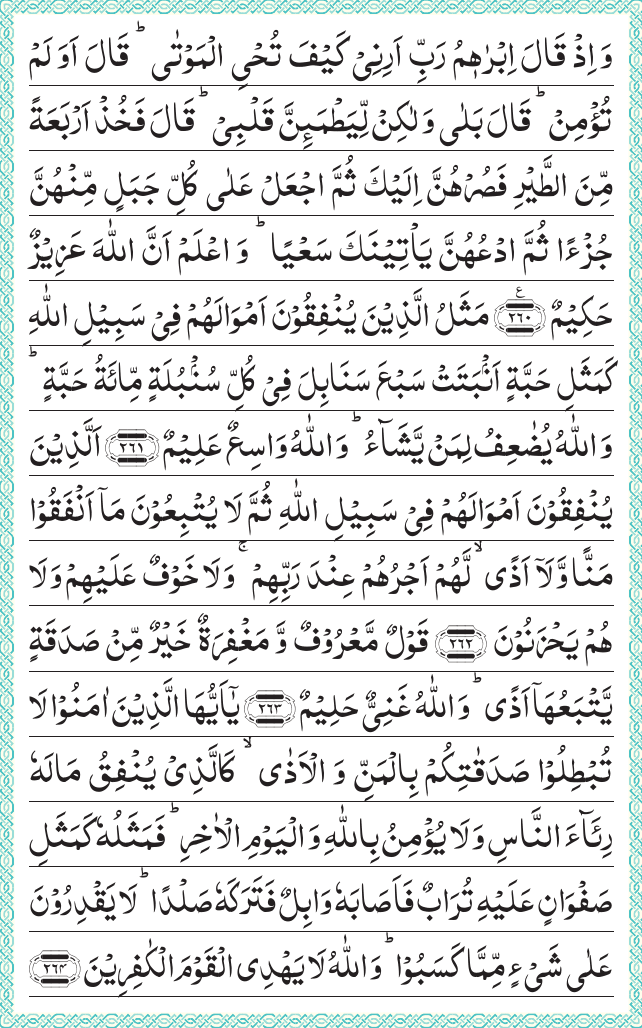 وَاِذۡ قَالَ اِبۡرٰهٖمُ رَبِّ اَرِنِىۡ كَيۡفَ تُحۡىِ الۡمَوۡتٰى ؕ قَالَ اَوَلَمۡ
تُؤۡمِنۡ ؕ قَالَ بَلٰى وَلٰـكِنۡ لِّيَطۡمَئِنَّ قَلۡبِىۡ ؕ قَالَ فَخُذۡ اَرۡبَعَةً
مِّنَ الطَّيۡرِ فَصُرۡهُنَّ اِلَيۡكَ ثُمَّ اجۡعَلۡ عَلٰى كُلِّ جَبَلٍ مِّنۡهُنَّ
جُزۡءًا ثُمَّ ادۡعُهُنَّ يَاۡتِيۡنَكَ سَعۡيًا ؕ وَاعۡلَمۡ اَنَّ اللّٰهَ عَزِيۡزٌ
حَكِيۡمٌ ﴿۲۶۰﴾ ع مَثَلُ الَّذِيۡنَ يُنۡفِقُوۡنَ اَمۡوَالَهُمۡ فِىۡ سَبِيۡلِ اللّٰهِ
كَمَثَلِ حَبَّةٍ اَنۡۢبَتَتۡ سَبۡعَ سَنَابِلَ فِىۡ كُلِّ سُنۡۢبُلَةٍ مِّائَةُ حَبَّةٍ ؕ
وَاللّٰهُ يُضٰعِفُ لِمَنۡ يَّشَآءُ ؕ وَاللّٰهُ وَاسِعٌ عَلِيۡمٌ ﴿۲۶۱﴾ اَلَّذِيۡنَ
يُنۡفِقُوۡنَ اَمۡوَالَهُمۡ فِىۡ سَبِيۡلِ اللّٰهِ ثُمَّ لَا يُتۡبِعُوۡنَ مَآ اَنۡفَقُوۡا
مَنًّا وَّلَاۤ اَذًى ۙ لَّهُمۡ اَجۡرُهُمۡ عِنۡدَ رَبِّهِمۡ ۚ وَلَا خَوۡفٌ عَلَيۡهِمۡ وَلَا
هُمۡ يَحۡزَنُوۡنَ ﴿۲۶۲﴾ قَوۡلٌ مَّعۡرُوۡفٌ وَّ مَغۡفِرَةٌ خَيۡرٌ مِّنۡ صَدَقَةٍ
يَّتۡبَعُهَاۤ اَذًى ؕ وَاللّٰهُ غَنِىٌّ حَلِيۡمٌ ﴿۲۶۳﴾ يٰۤاَيُّهَا الَّذِيۡنَ اٰمَنُوۡا لَا
تُبۡطِلُوۡا صَدَقٰتِكُمۡ بِالۡمَنِّ وَالۡاَذٰى ۙ كَالَّذِىۡ يُنۡفِقُ مَالَهٗ
رِئَآءَ النَّاسِ وَلَا يُؤۡمِنُ بِاللّٰهِ وَالۡيَوۡمِ الۡاٰخِرِ ؕ فَمَثَلُهٗ كَمَثَلِ
صَفۡوَانٍ عَلَيۡهِ تُرَابٌ فَاَصَابَهٗ وَابِلٌ فَتَرَكَهٗ صَلۡدًا ؕ لَا يَقۡدِرُوۡنَ
عَلٰى شَىۡءٍ مِّمَّا كَسَبُوۡا ؕ وَاللّٰهُ لَا يَهۡدِى الۡقَوۡمَ الۡـكٰفِرِيۡنَ ﴿۲۶۴﴾